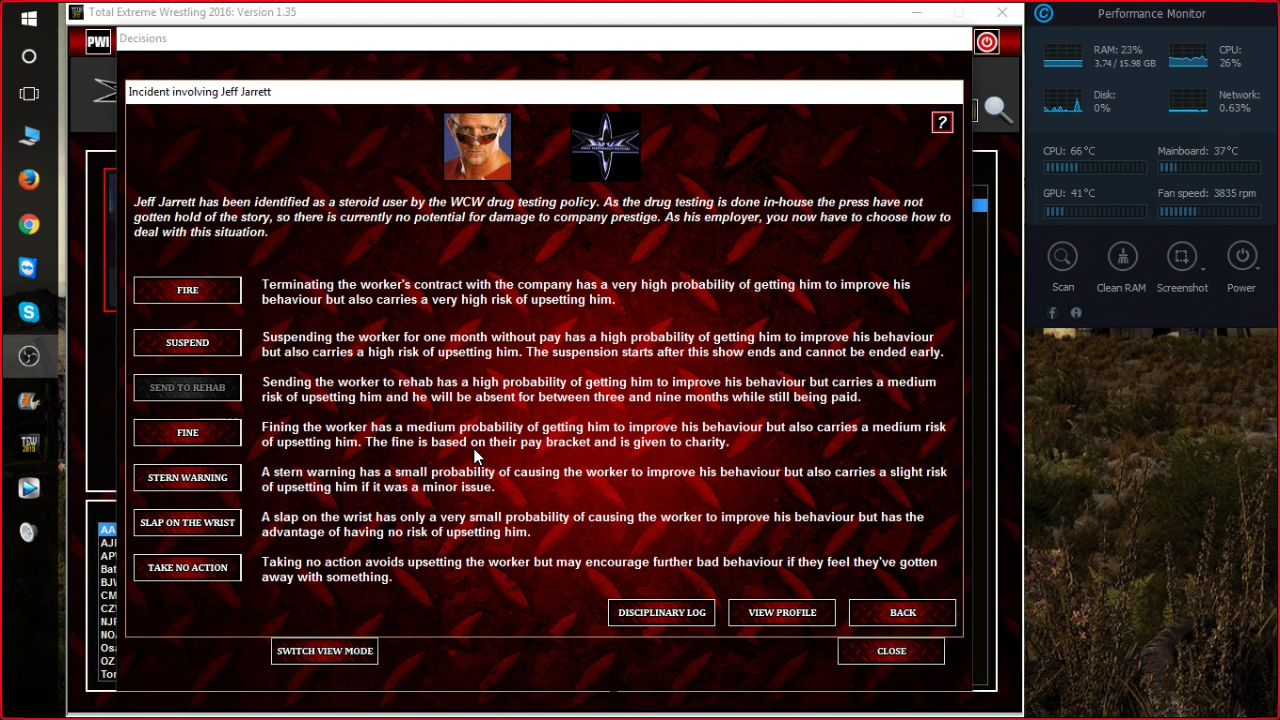 Total Extreme Wrestling 2016: Version 1.35
PWI
Decisions
Incident involving Jeff Jarrett
?
Jeff Jarrett has been identified as a steroid user by the WCW drug testing policy. As the drug testing is done in-house the press have not
gotten hold of the story, so there is currently no potential for damage to company prestige. As his employer, you now have to choose how to
deal with this situation.
FIRE
Terminating the worker's contract with the company has a very high probability of getting him to improve his
behaviour but also carries a very high risk of upsetting him.
SUSPEND
Suspending the worker for one month without pay has a high probability of getting him to improve his behaviour
but also carries a high risk of upsetting him. The suspension starts after this show ends and cannot be ended early.
SEND TO REHAB
Sending the worker to rehab has a high probability of getting him to improve his behaviour but carries a medium
risk of upsetting him and he will be absent for between three and nine months while still being paid.
FINE
Fining the worker has a medium probability of getting him to improve his behaviour but also carries a medium risk
of upsetting him. The fine is based on their pay bracket and is given to charity.
STERN WARNING
A stern warning has a small probability of causing the worker to improve his behaviour but also carries a slight risk
of upsetting him if it was a minor issue.
SLAP ON THE WRIST
A slap on the wrist has only a very small probability of causing the worker to improve his behaviour but has the
advantage of having no risk of upsetting him.
TAKE NO ACTION
Taking no action avoids upsetting the worker but may encourage further bad behaviour if they feel they've gotten
away with something.
DISCIPLINARY LOG
VIEW PROFILE
BACK
SWITCH VIEW MODE
CLOSE
AA
AJ
AP
Bat
BJW
CM
CZ
NJ
NO
Osa
OZ
Tor
TEW
2016
Performance Monitor
RAM: 23%
3.74 / 15.98 GB
CPU:
26%
Disk:
0%
Network:
0.63%
CPU: 66°C
Mainboard: 37°C
GPU: 41°C
Fan speed: 3835 rpm
Scan
Clean RAM
Screenshot
Power